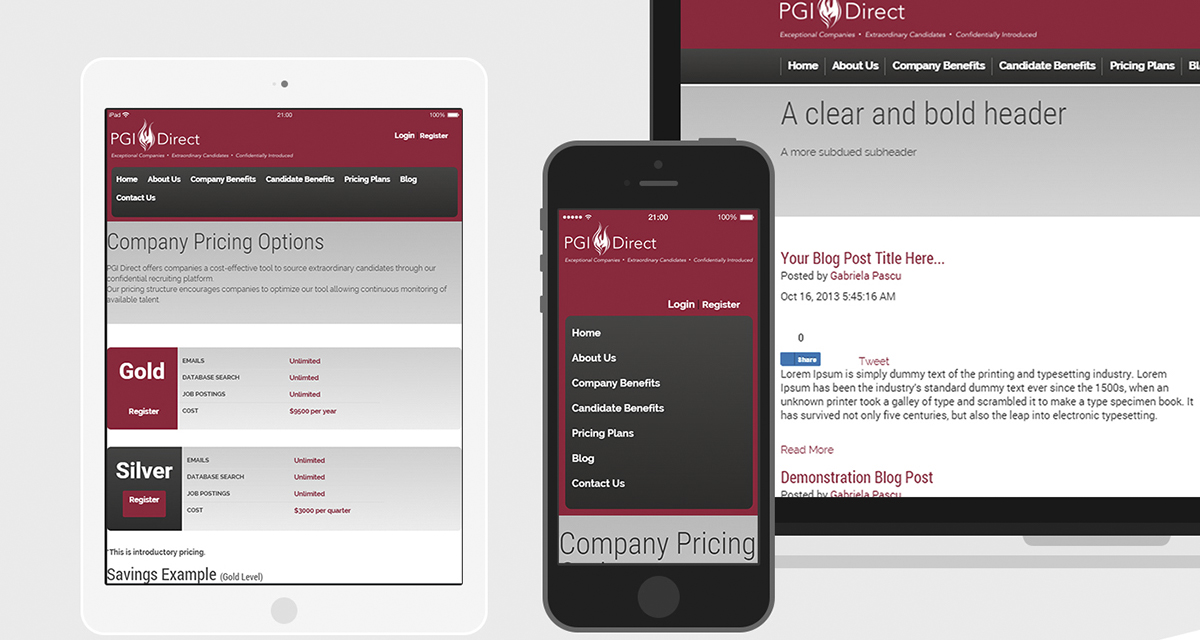 iPad 21:00 100%
PGI Direct
Exceptional Companies • Extraordinary Candidates • Confidentially Introduced
Login Register
Home About Us Company Benefits Candidate Benefits Pricing Plans Blog
Contact Us
Company Pricing Options
PGI Direct offers companies a cost-effective tool to source extraordinary candidates through our
confidential recruiting platform
Our pricing structure encourages companies to optimize our tool allowing continuous monitoring of
available talent.
Gold
Register
EMAILS Unlimited
DATABASE SEARCH Unlimted
JOB POSTINGS Unlimited
COST $9500 per year
Silver
Register
EMAILS Unlimited
DATABASE SEARCH Unlimited
JOB POSTINGS Unlimited
COST $3000 per quarter
*This is introductory pricing.
Savings Example (Gold Level)
21:00 100%
PGI Direct
Exceptional Companies • Extraordinary Candidates • Confidentially Introduced
Login Register
Home
About Us
Company Benefits
Candidate Benefits
Pricing Plans
Blog
Contact Us
Company Pricing
PGI Direct
Exceptional Companies • Extraordinary Candidates • Confidentially Introduced
Home About Us Company Benefits Candidate Benefits Pricing Plans Bl
A clear and bold header
A more subdued subheader
Your Blog Post Title Here...
Posted by Gabriela Pascu
Oct 16, 2013 5:45:16 AM
0
Share
Tweet
Lorem Ipsum is simply dummy text of the printing and typesetting industry. Lorem
Ipsum has been the industry's standard dummy text ever since the 1500s, when an
unknown printer took a galley of type and scrambled it to make a type specimen book. It
has survived not only five centuries, but also the leap into electronic typesetting.
Read More
Demonstration Blog Post
Posted by Gabriela Pascu